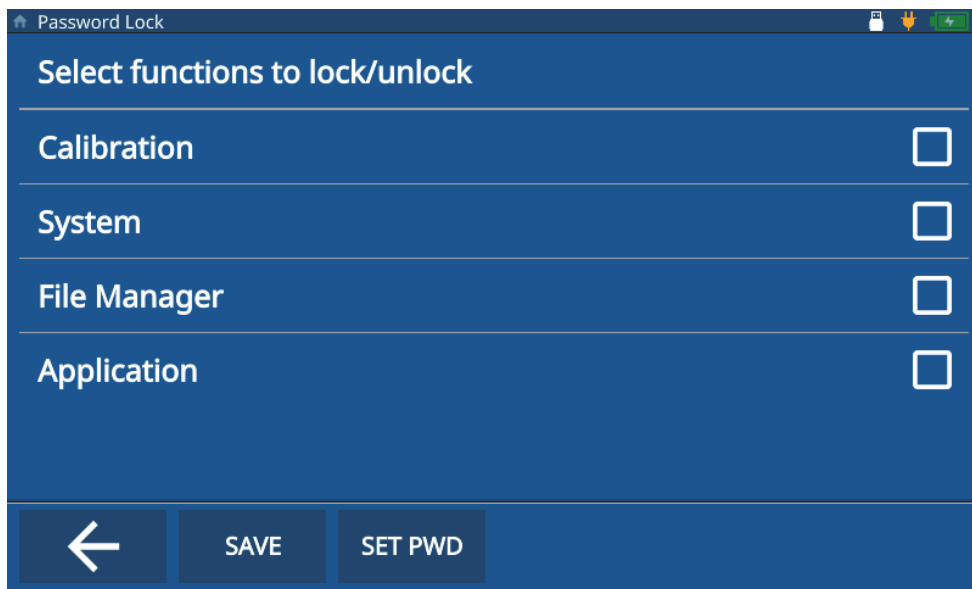 Password Lock
Select functions to lock/unlock
Calibration
System
File Manager
Application
SAVE
SET PWD